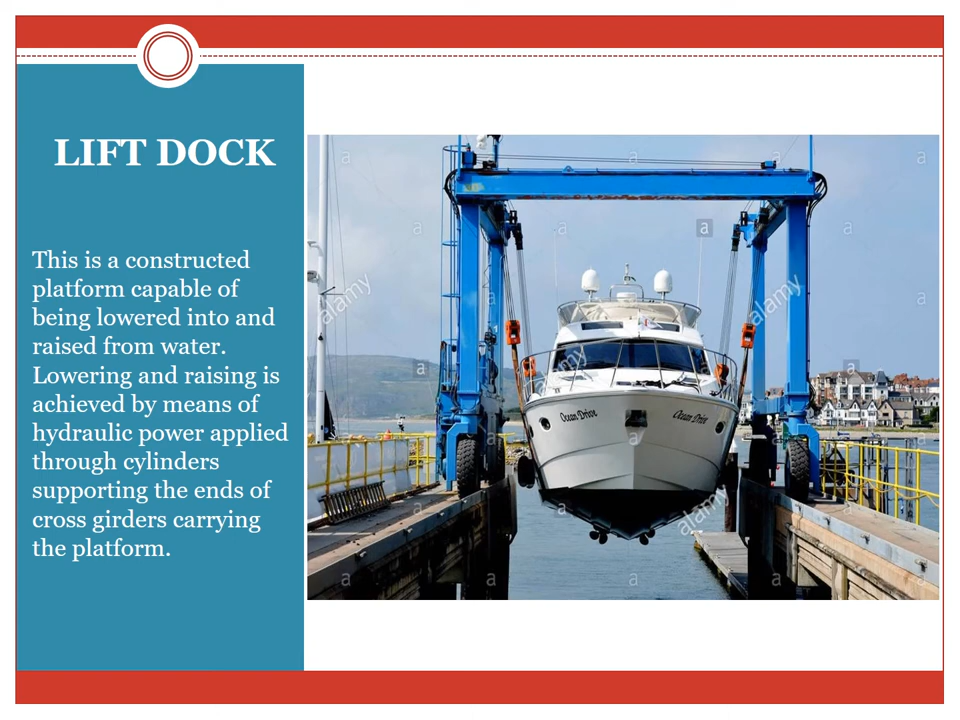 LIFT DOCK
This is a constructed
platform capable of
being lowered into and
raised from water.
Lowering and raising is
achieved by means of
hydraulic power applied
through cylinders
supporting the ends of
cross girders carrying
the platform.
a a a
a a a
a a
alamy alamy
a a
Ocean Drive Ocean Drive
a a a
alamy
a a a a